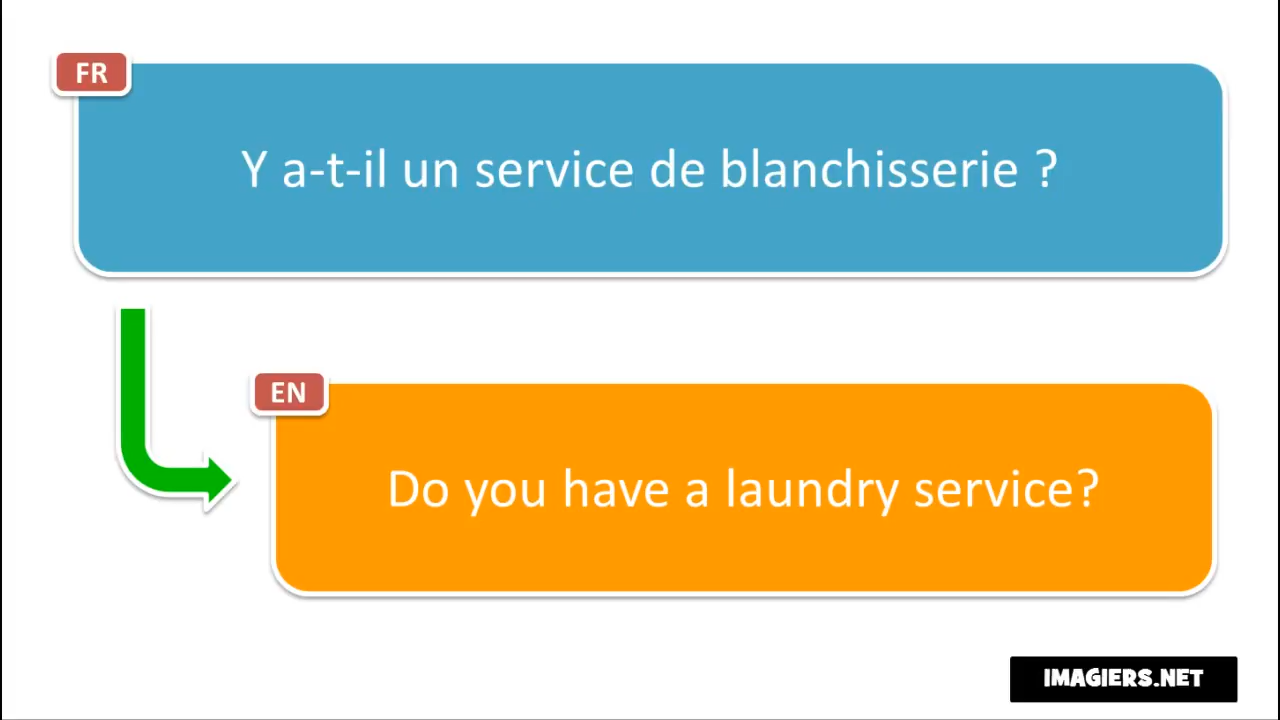 FR
Y a-t-il un service de blanchisserie ?
EN
Do you have a laundry service?
IMAGIERS.NET